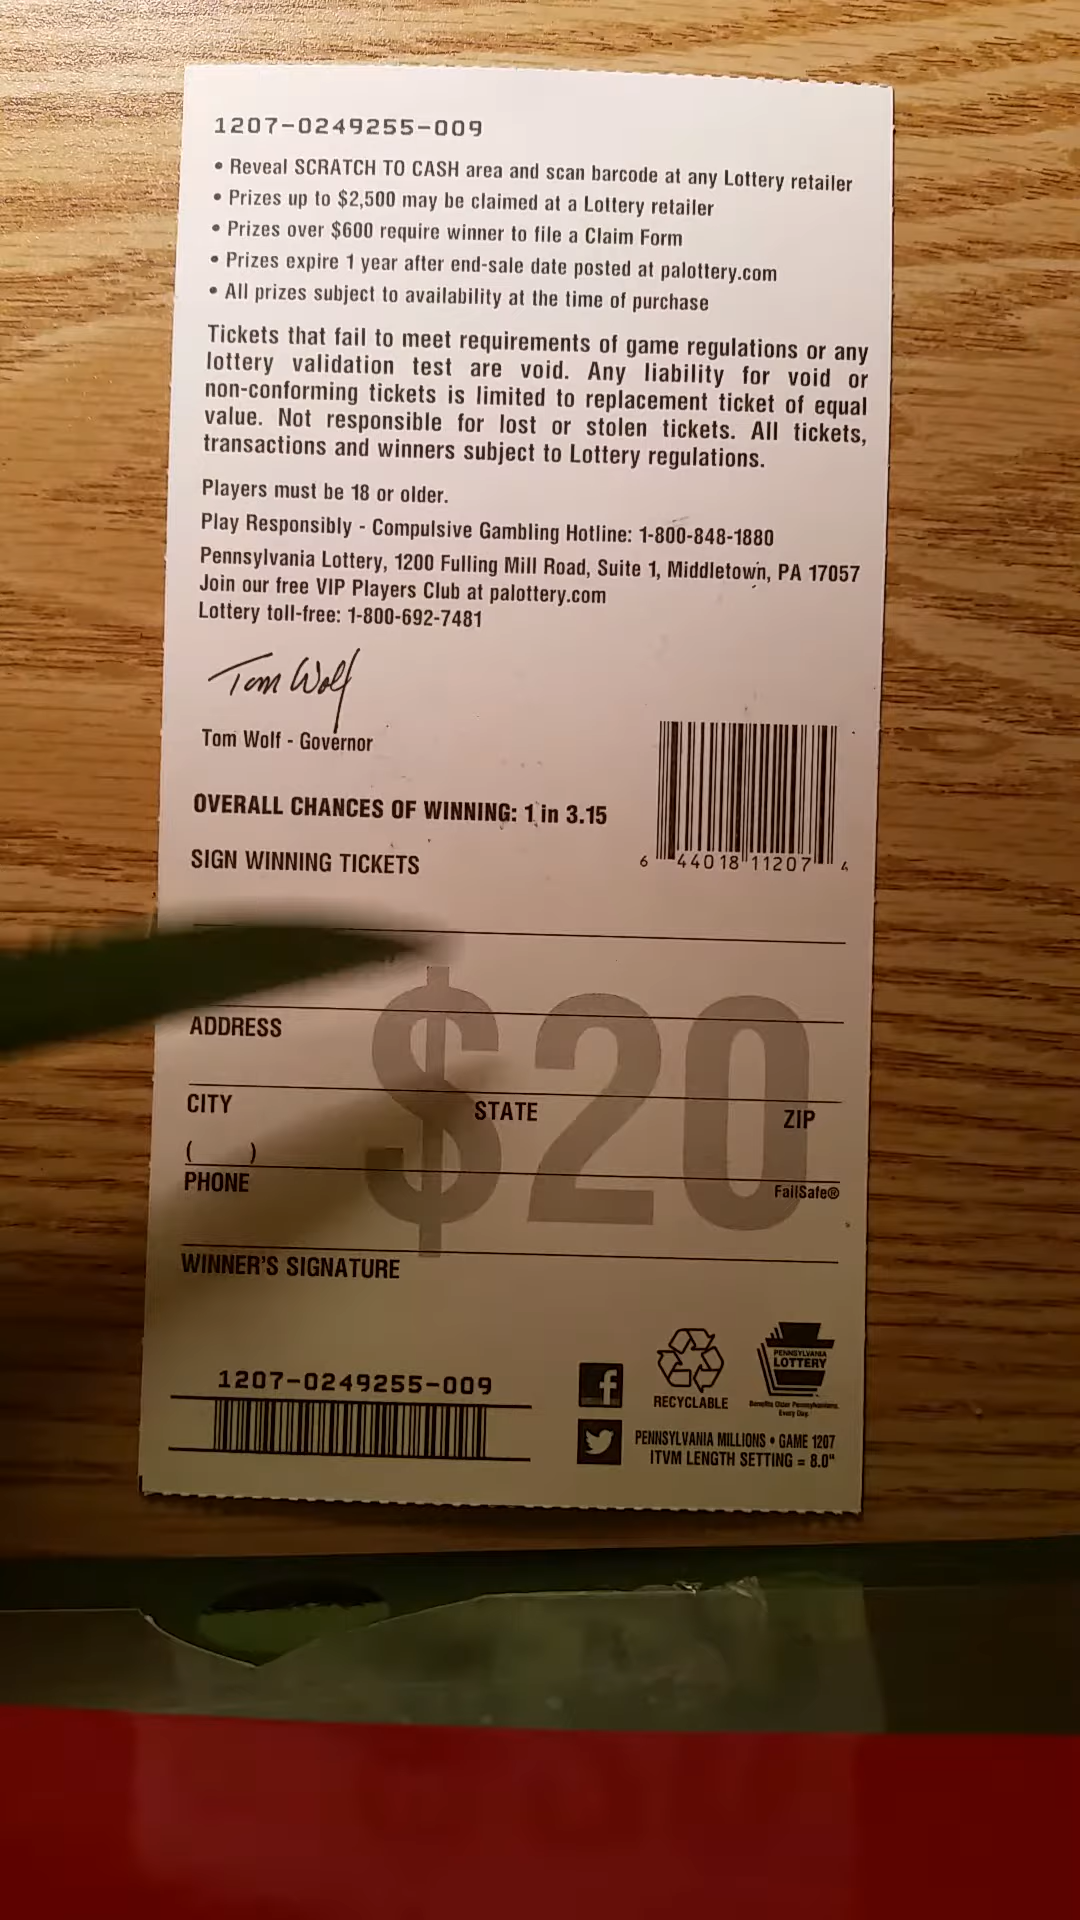 1207-0249255-009
• Reveal SCRATCH TO CASH area and scan barcode at any Lottery retailer
• Prizes up to $2,500 may be claimed at a Lottery retailer
• Prizes over $600 require winner to file a Claim Form
• Prizes expire 1 year after end-sale date posted at palottery.com
• All prizes subject to availability at the time of purchase
Tickets that fail to meet requirements of game regulations or any
lottery validation test are void. Any liability for void or
non-conforming tickets is limited to replacement ticket of equal
value. Not responsible for lost or stolen tickets. All tickets,
transactions and winners subject to Lottery regulations.
Players must be 18 or older.
Play Responsibly - Compulsive Gambling Hotline: 1-800-848-1880
Pennsylvania Lottery, 1200 Fulling Mill Road, Suite 1, Middletown, PA 17057
Join our free VIP Players Club at palottery.com
Lottery toll-free: 1-800-692-7481
Tom Wolf
Tom Wolf - Governor
OVERALL CHANCES OF WINNING: 1 in 3.15
6 44018 11207 4
SIGN WINNING TICKETS
$20
ADDRESS
CITY STATE ZIP
( )
PHONE FailSafe®
WINNER'S SIGNATURE
1207-0249255-009
f
RECYCLABLE
PENNSYLVANIA
LOTTERY
Benefits Older Pennsylvanians.
Every Day.
PENNSYLVANIA MILLIONS • GAME 1207
ITVM LENGTH SETTING = 8.0"